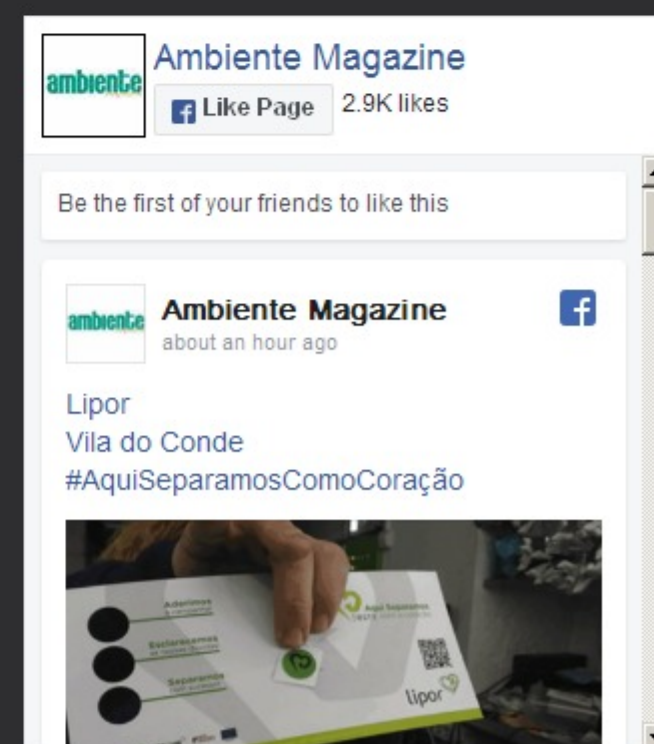 ambiente
Ambiente Magazine
Like Page
2.9K likes
Be the first of your friends to like this
ambiente
Ambiente Magazine
about an hour ago
Lipor
Vila do Conde
#AquiSeparamosComoCoração
Aderimos
Esclarecemos
Separamos
Aqui Separamos
lipor